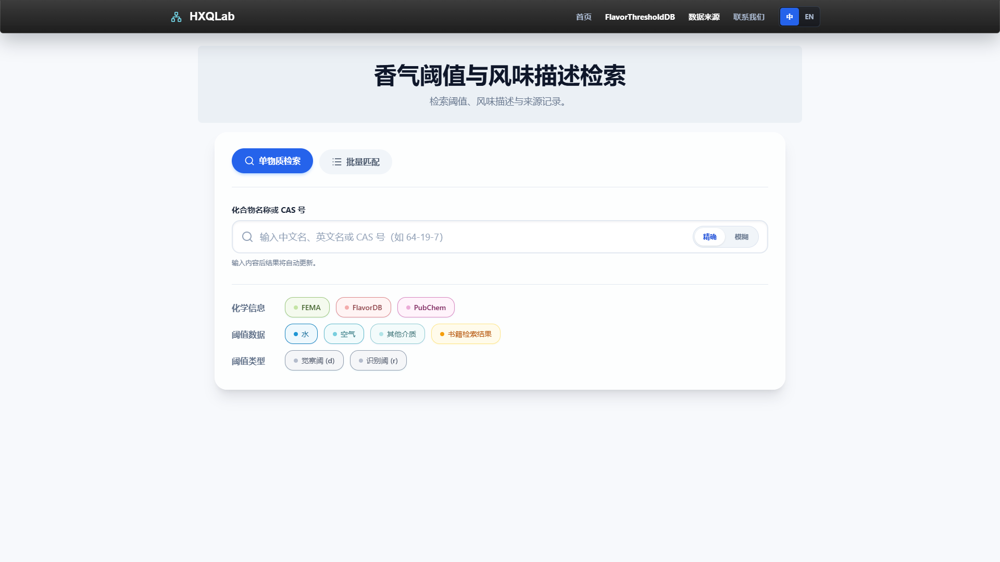 HXQLab
首页 FlavorThresholdDB 数据来源 联系我们 中 EN
香气阈值与风味描述检索
检索阈值、风味描述与来源记录。
单物质检索 批量匹配
化合物名称或 CAS 号
输入中文名、英文名或 CAS 号（如 64-19-7） 精确 模糊
输入内容后结果将自动更新。
化学信息 FEMA FlavorDB PubChem
阈值数据 水 空气 其他介质 书籍检索结果
阈值类型 觉察阈 (d) 识别阈 (r)